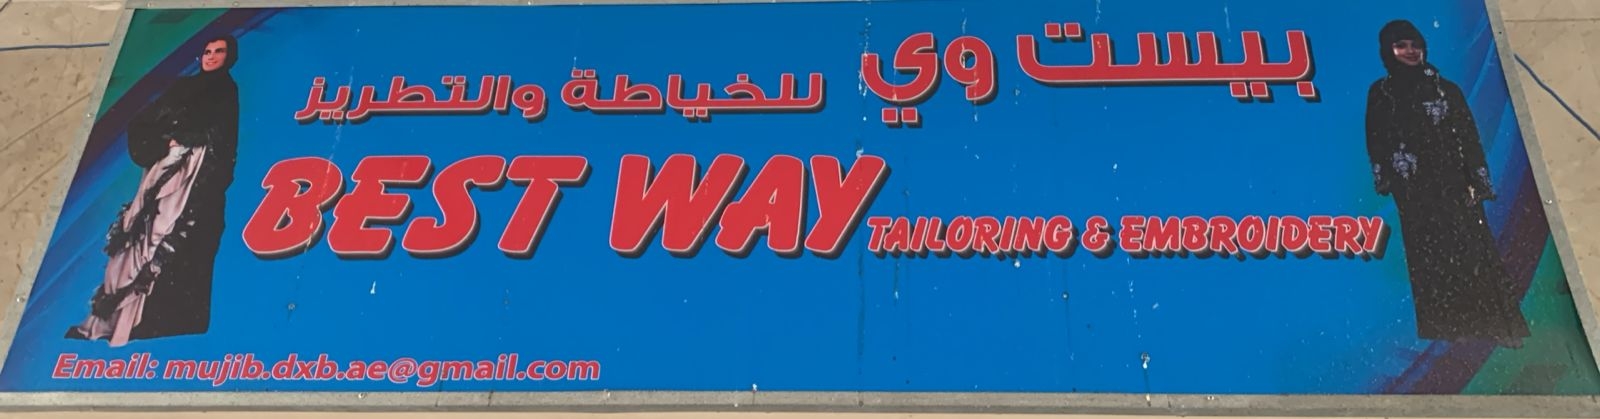 بيست وي للخياطة والتطريز
BEST WAY TAILORING & EMBROIDERY
Email: mujib.dxb.ae@gmail.com